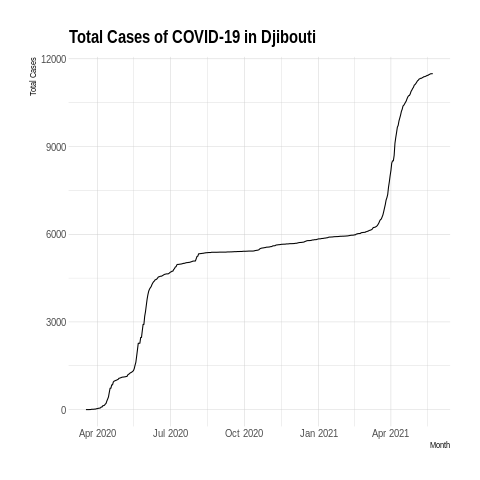 Total Cases of COVID-19 in Djibouti
Total Cases
12000
9000
6000
3000
0
Apr 2020 Jul 2020 Oct 2020 Jan 2021 Apr 2021
Month